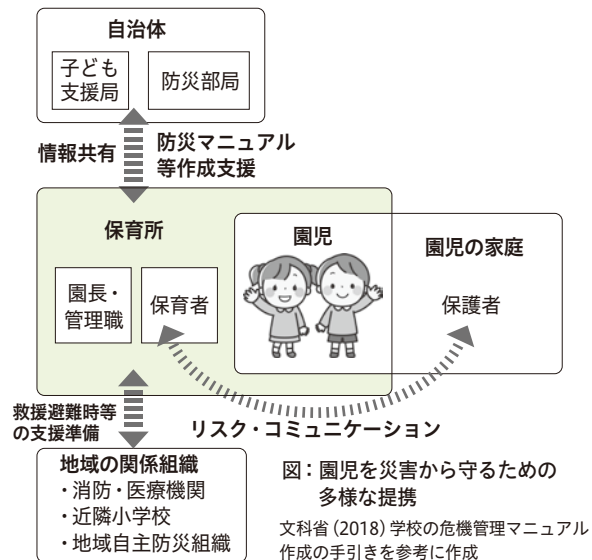 自治体
子ども
支援局
防災部局
情報共有
防災マニュアル
等作成支援
保育所
園児
園児の家庭
園長・
管理職
保育者
保護者
救援避難時等
の支援準備
リスク・コミュニケーション
地域の関係組織
・消防・医療機関
・近隣小学校
・地域自主防災組織
図：園児を災害から守るための
多様な提携
文科省(2018)学校の危機管理マニュアル
作成の手引きを参考に作成